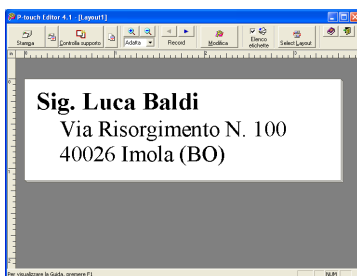 P-touch Editor 4.1 - [Layout1]
Stampa Controlla supporto Adatta Record Modifica Elenco etichette Select Layout
Sig. Luca Baldi
Via Risorgimento N. 100
40026 Imola (BO)
Per visualizzare la Guida, premere F1 NUM